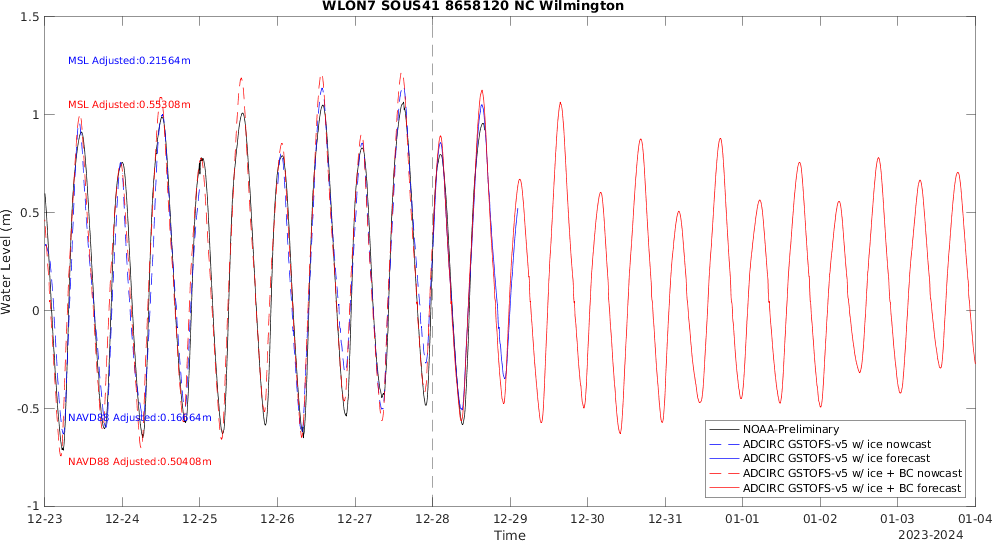 WLON7 SOUS41 8658120 NC Wilmington
1.5
MSL Adjusted:0.21564m
MSL Adjusted:0.55308m
1
0.5
Water Level (m)
0
-0.5
NAVD88 Adjusted:0.16664m
NAVD88 Adjusted:0.50408m
-1
NOAA-Preliminary
ADCIRC GSTOFS-v5 w/ ice nowcast
ADCIRC GSTOFS-v5 w/ ice forecast
ADCIRC GSTOFS-v5 w/ ice + BC nowcast
ADCIRC GSTOFS-v5 w/ ice + BC forecast
12-23 12-24 12-25 12-26 12-27 12-28 12-29 12-30 12-31 01-01 01-02 01-03 01-04
Time
2023-2024